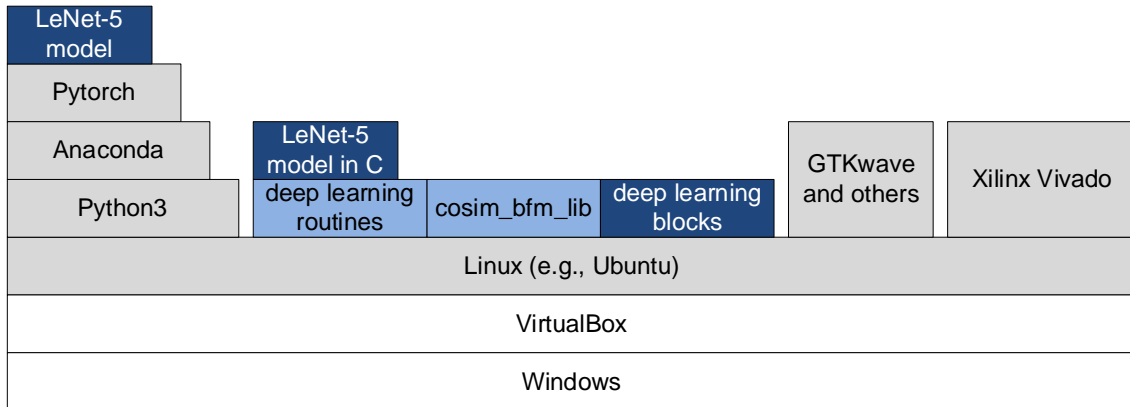 LeNet-5
model
Pytorch
Anaconda
Python3
LeNet-5
model in C
deep learning
routines
cosim_bfm_lib
deep learning
blocks
GTKwave
and others
Xilinx Vivado
Linux (e.g., Ubuntu)
VirtualBox
Windows